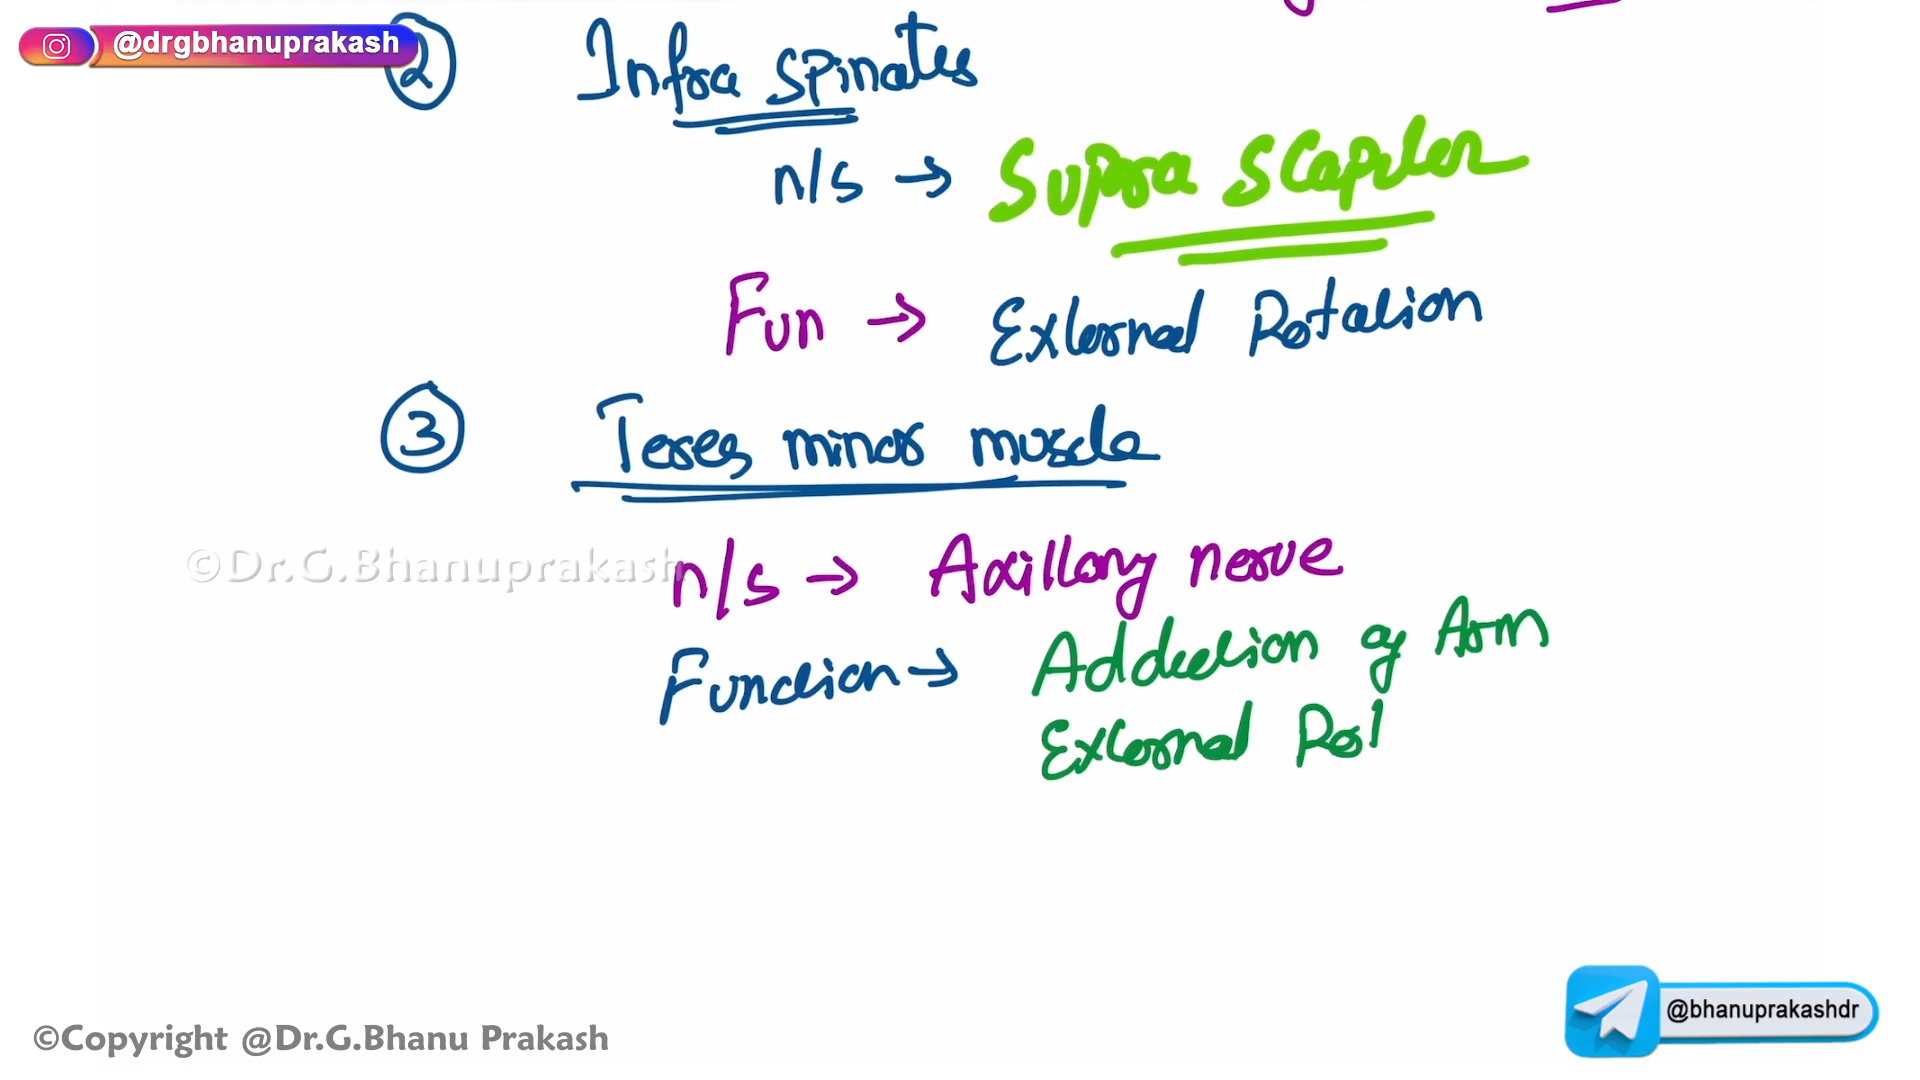 @drgbhanuprakash
2 Infra spinates
n/s → Supra Scapular
Fun → External Rotation
3 Teres minor muscle
©Dr.G.Bhanuprakash
n/s → Axillary nerve
Function → Adduction of Arm
External Rot
@bhanuprakashdr
©Copyright @Dr.G.Bhanu Prakash